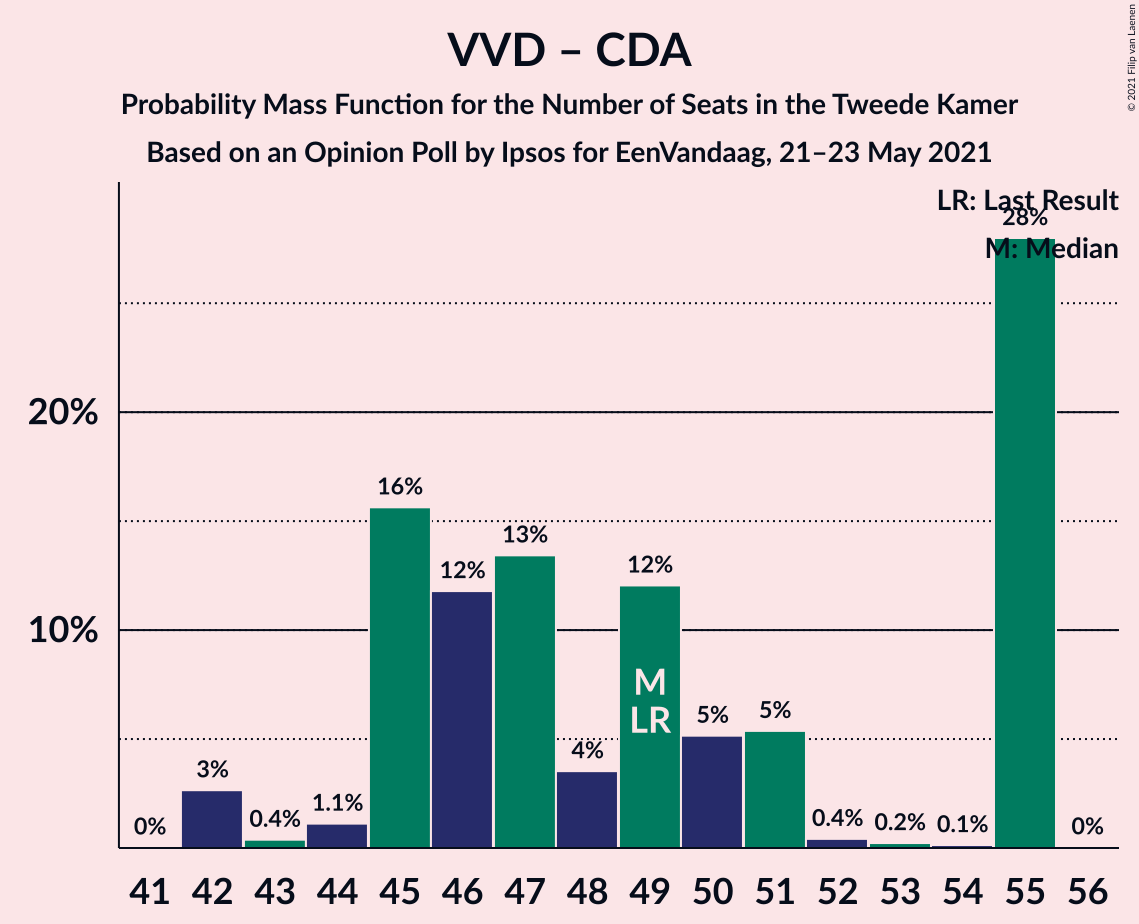 VVD – CDA
Probability Mass Function for the Number of Seats in the Tweede Kamer
Based on an Opinion Poll by Ipsos for EenVandaag, 21–23 May 2021
© 2021 Filip van Laenen
LR: Last Result
M: Median
28%
20%
16%
13%
12%
12%
10%
M
LR
5%
5%
4%
3%
1.1%
0%
0.4%
0.4%
0.2%
0.1%
0%
41 42 43 44 45 46 47 48 49 50 51 52 53 54 55 56